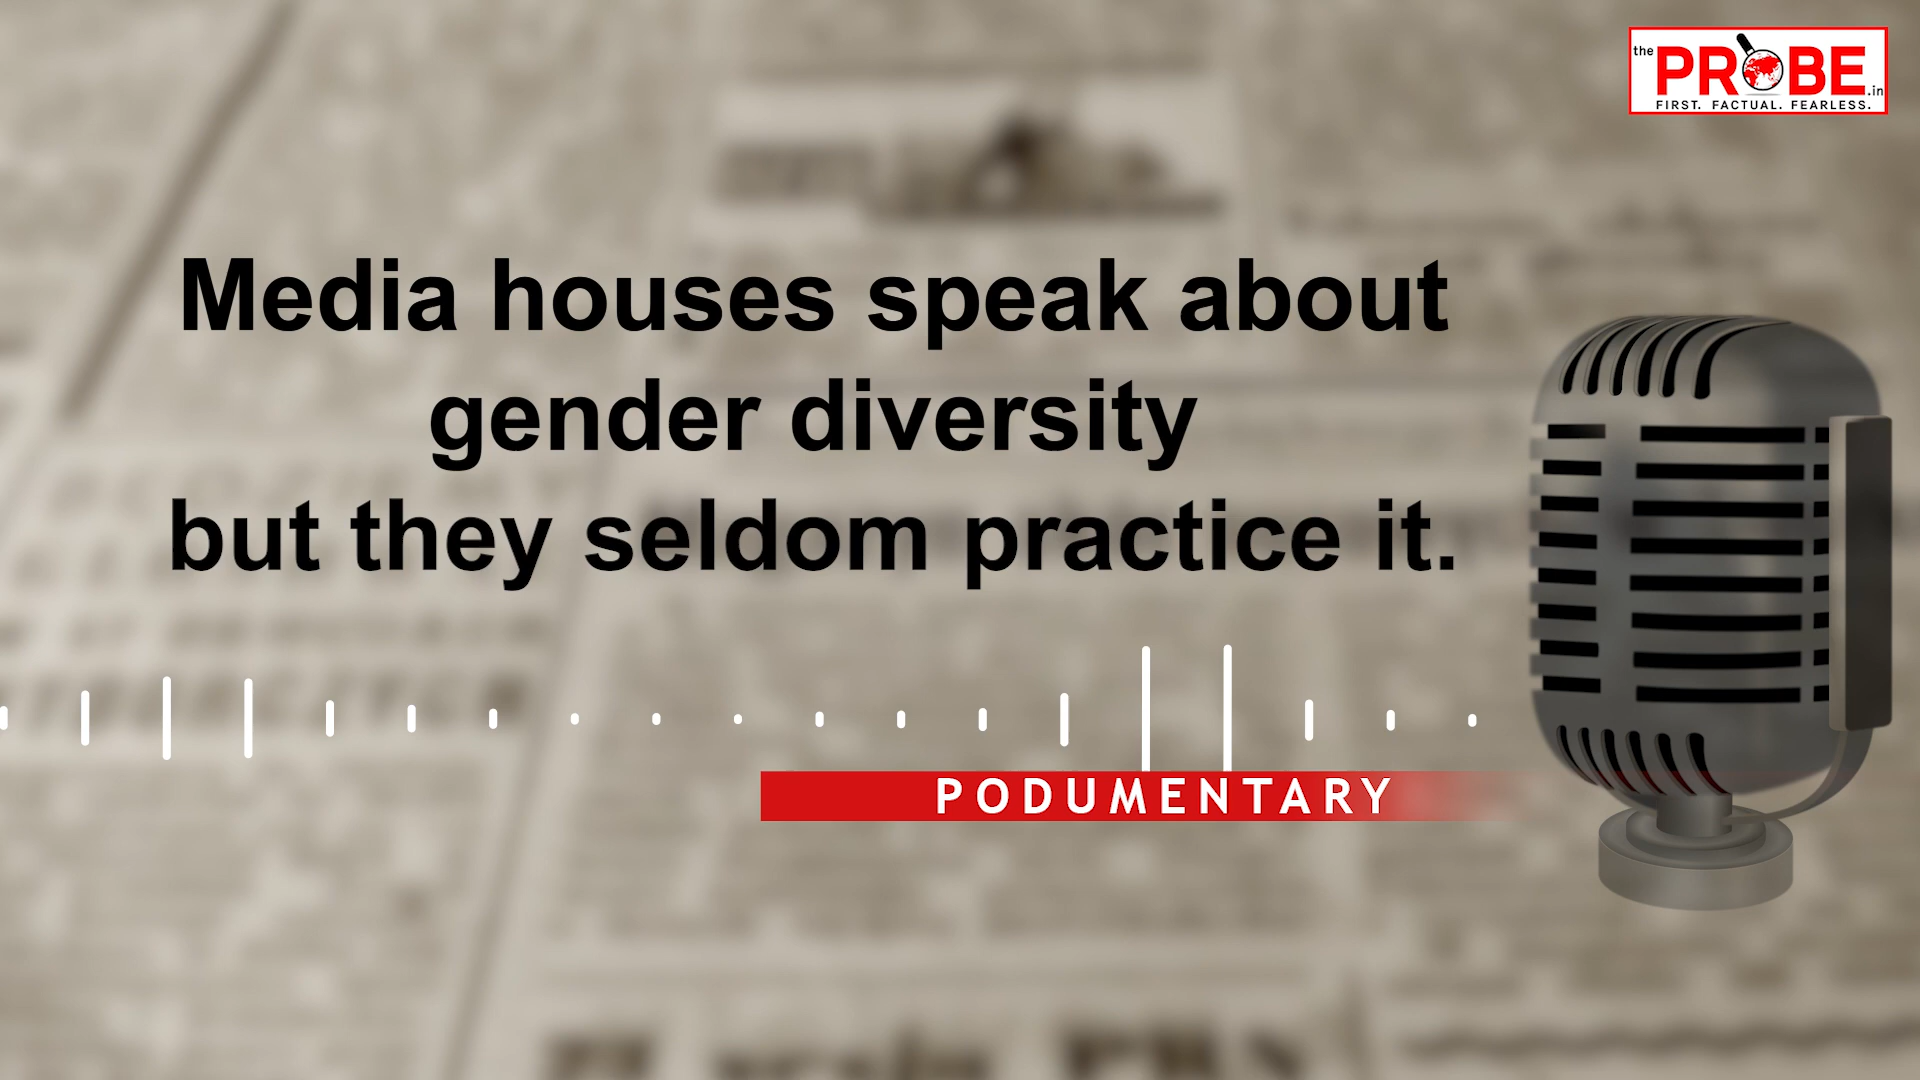 the PROBE.in
FIRST. FACTUAL. FEARLESS.
Media houses speak about
gender diversity
but they seldom practice it.
PODUMENTARY